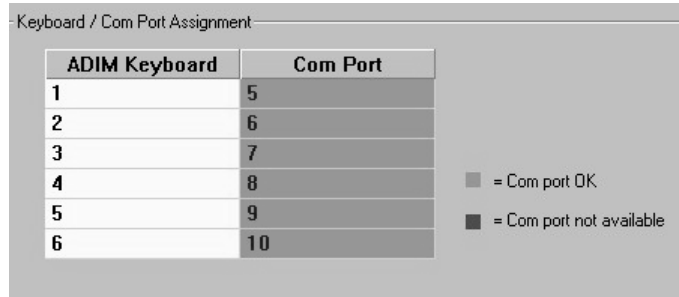 Keyboard / Com Port Assignment
ADIM Keyboard Com Port
1 5
2 6
3 7
4 8
5 9
6 10
= Com port OK
= Com port not available